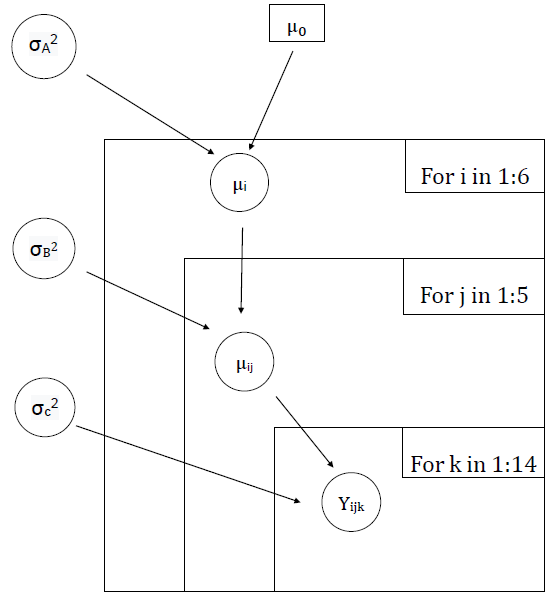 σA²
μ0
μi
For i in 1:6
σB²
For j in 1:5
μij
σc²
For k in 1:14
Yijk